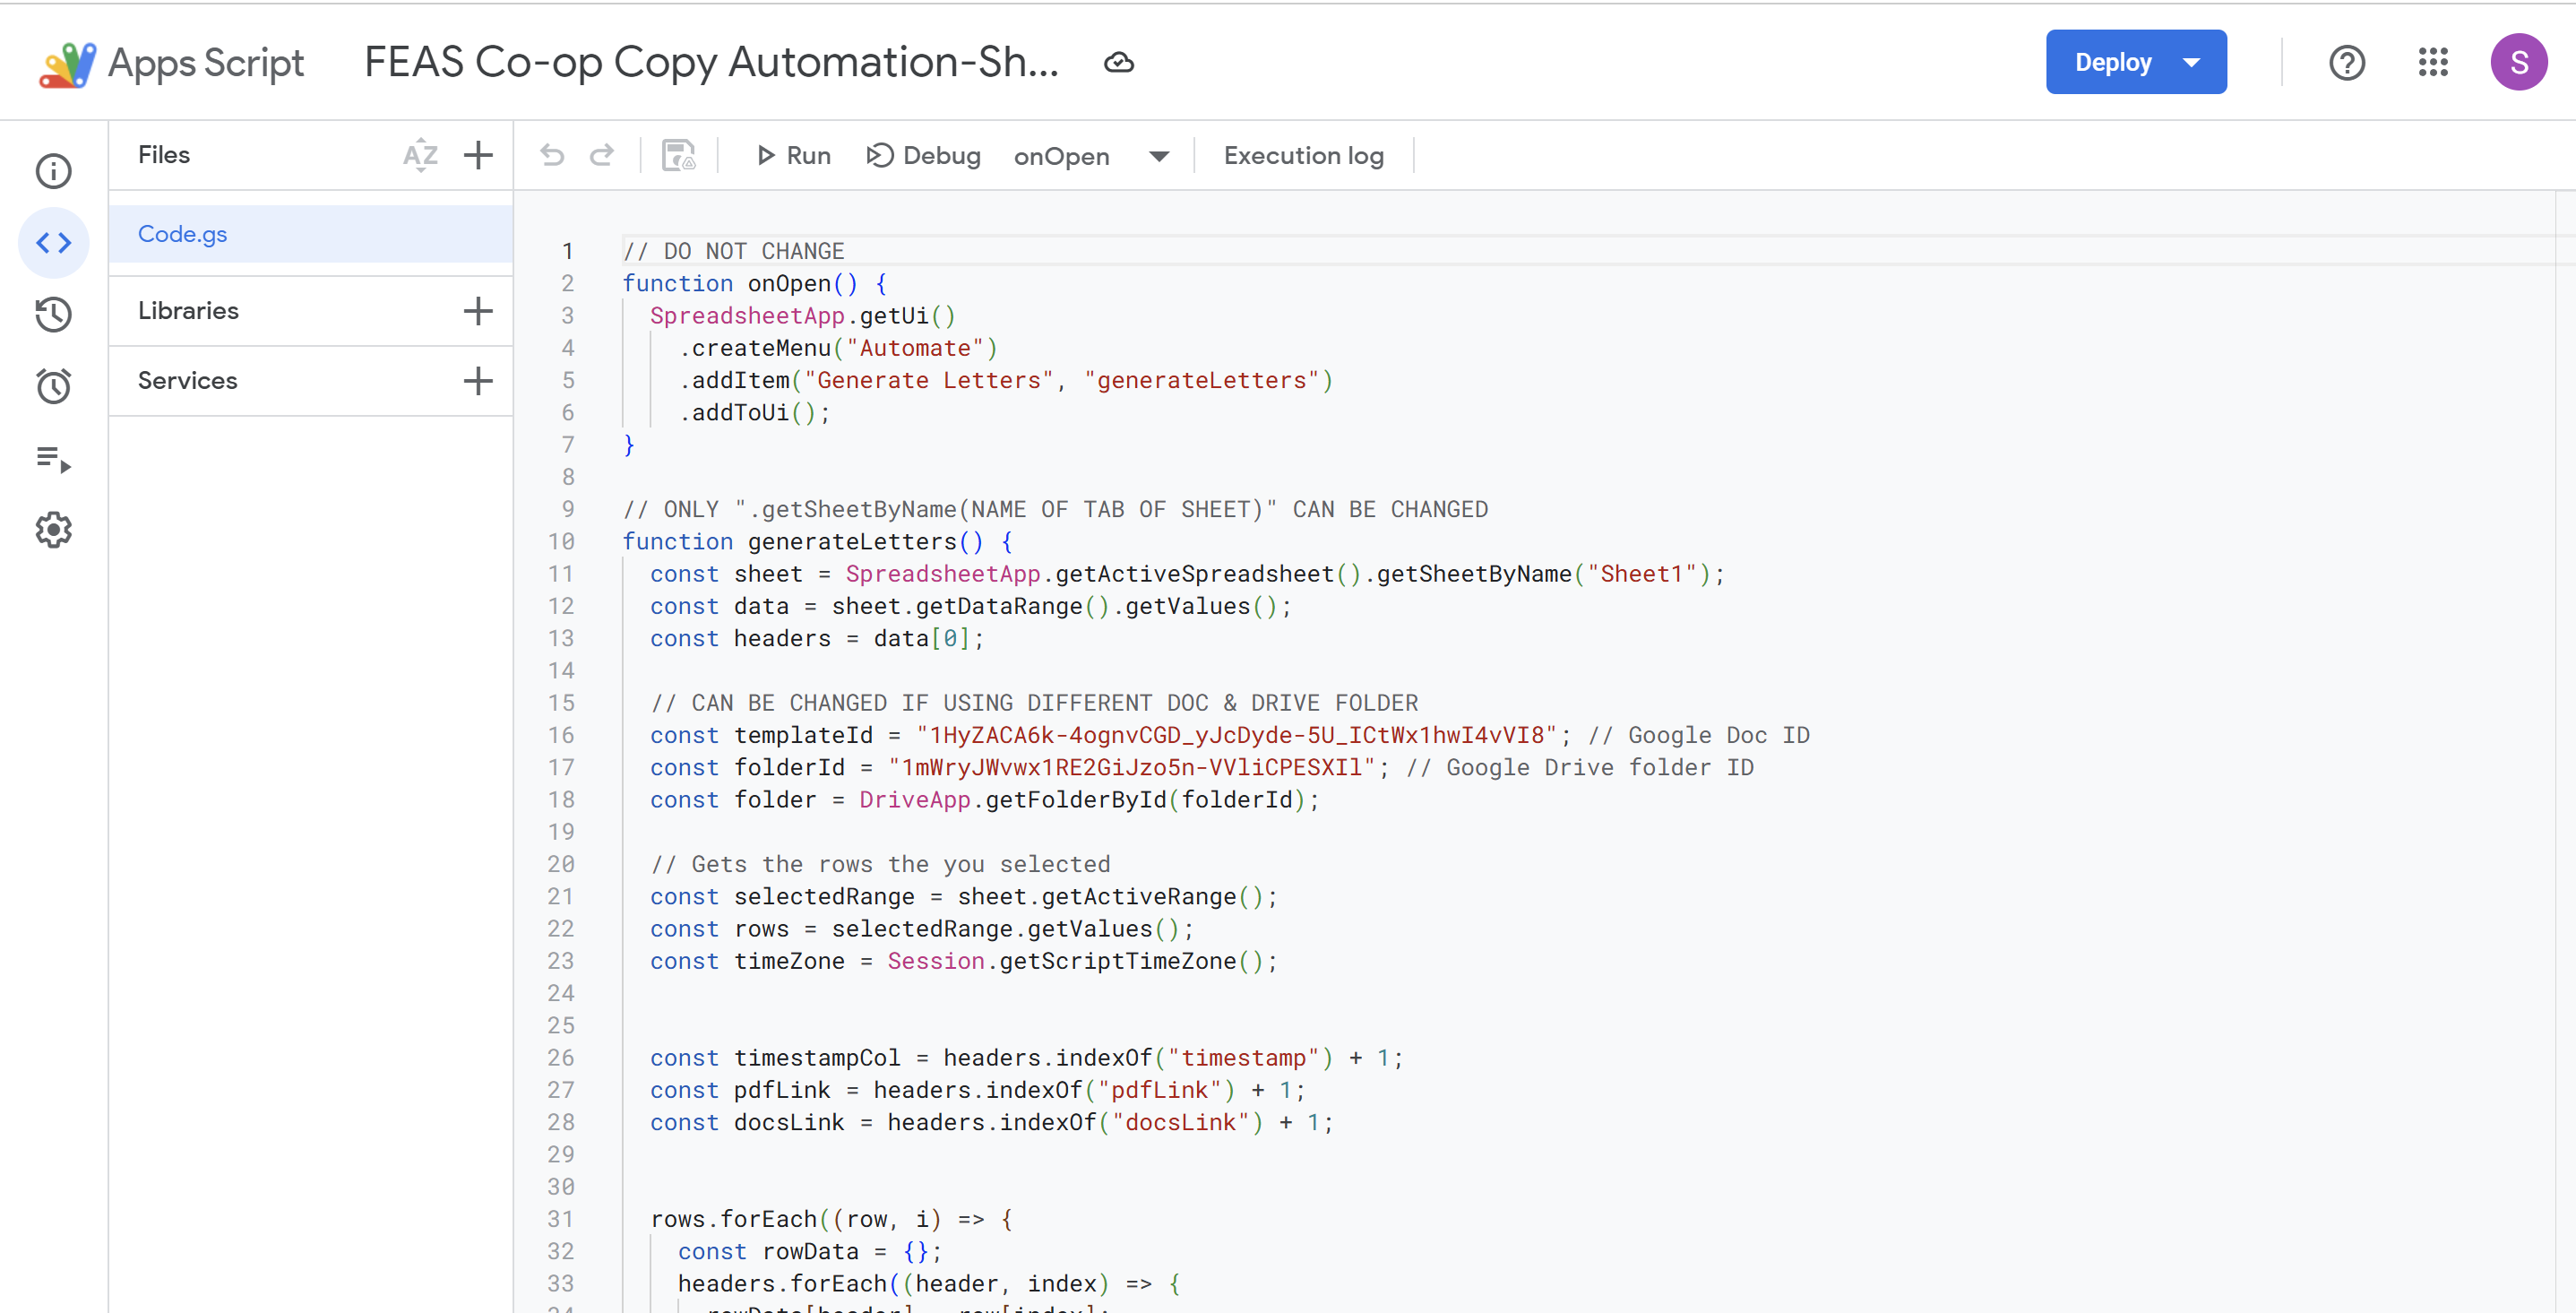 Apps Script
FEAS Co-op Copy Automation-Sh...
Deploy
S
Files
AZ
Run
Debug
onOpen
Execution log
Code.gs
Libraries
Services
1 // DO NOT CHANGE
2 function onOpen() {
3 SpreadsheetApp.getUi()
4 .createMenu("Automate")
5 .addItem("Generate Letters", "generateLetters")
6 .addToUi();
7 }
8
9 // ONLY ".getSheetByName(NAME OF TAB OF SHEET)" CAN BE CHANGED
10 function generateLetters() {
11 const sheet = SpreadsheetApp.getActiveSpreadsheet().getSheetByName("Sheet1");
12 const data = sheet.getDataRange().getValues();
13 const headers = data[0];
14
15 // CAN BE CHANGED IF USING DIFFERENT DOC & DRIVE FOLDER
16 const templateId = "1HyZACA6k-4ognvCGD_yJcDyde-5U_ICtWx1hwI4vVI8"; // Google Doc ID
17 const folderId = "1mWryJWvwx1RE2GiJzo5n-VVliCPESXIl"; // Google Drive folder ID
18 const folder = DriveApp.getFolderById(folderId);
19
20 // Gets the rows the you selected
21 const selectedRange = sheet.getActiveRange();
22 const rows = selectedRange.getValues();
23 const timeZone = Session.getScriptTimeZone();
24
25
26 const timestampCol = headers.indexOf("timestamp") + 1;
27 const pdfLink = headers.indexOf("pdfLink") + 1;
28 const docsLink = headers.indexOf("docsLink") + 1;
29
30
31 rows.forEach((row, i) => {
32 const rowData = {};
33 headers.forEach((header, index) => {